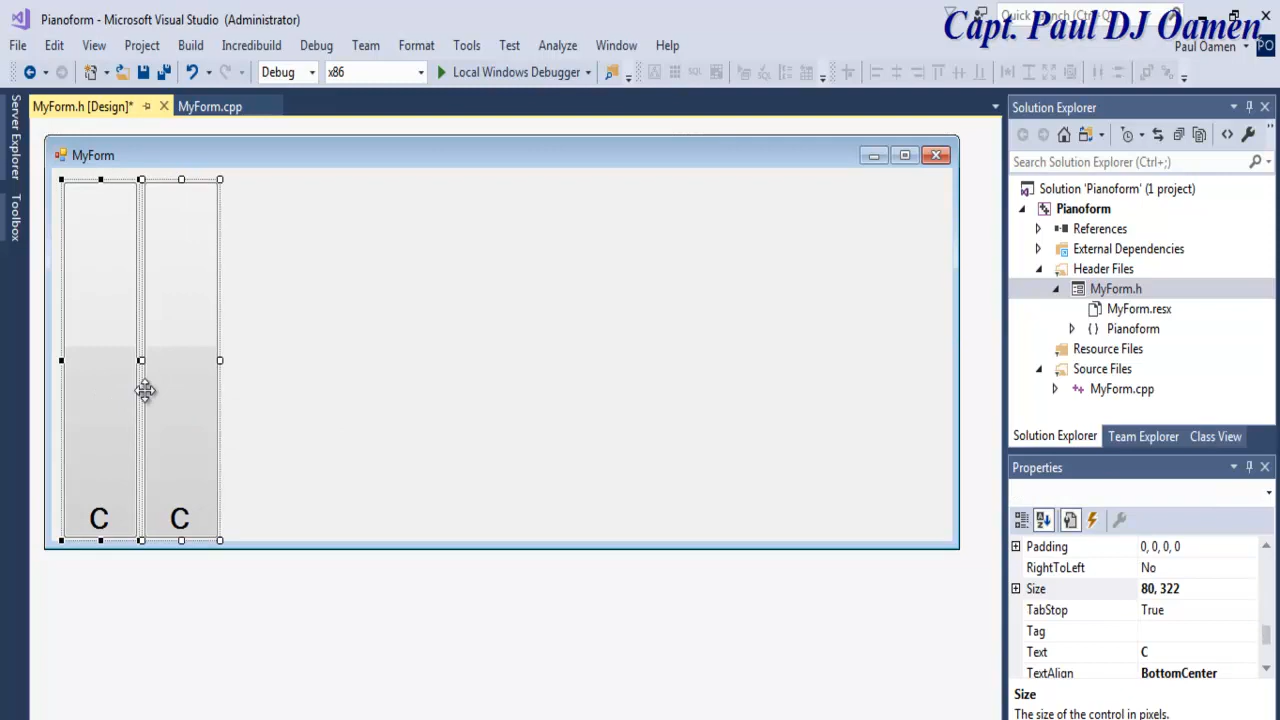 Pianoform - Microsoft Visual Studio (Administrator)
Quick Launch (Ctrl+Q)
Capt. Paul DJ Oamen
File Edit View Project Build Incredibuild Debug Team Format Tools Test Analyze Window Help
Paul Oamen
PO
Debug x86 Local Windows Debugger
SQL
Server Explorer
Toolbox
MyForm.h [Design]* MyForm.cpp
MyForm
C C
Solution Explorer
Search Solution Explorer (Ctrl+;)
Solution 'Pianoform' (1 project)
Pianoform
References
External Dependencies
Header Files
MyForm.h
MyForm.resx
{ } Pianoform
Resource Files
Source Files
MyForm.cpp
Solution Explorer Team Explorer Class View
Properties
Padding 0, 0, 0, 0
RightToLeft No
Size 80, 322
TabStop True
Tag
Text C
TextAlign BottomCenter
Size
The size of the control in pixels.